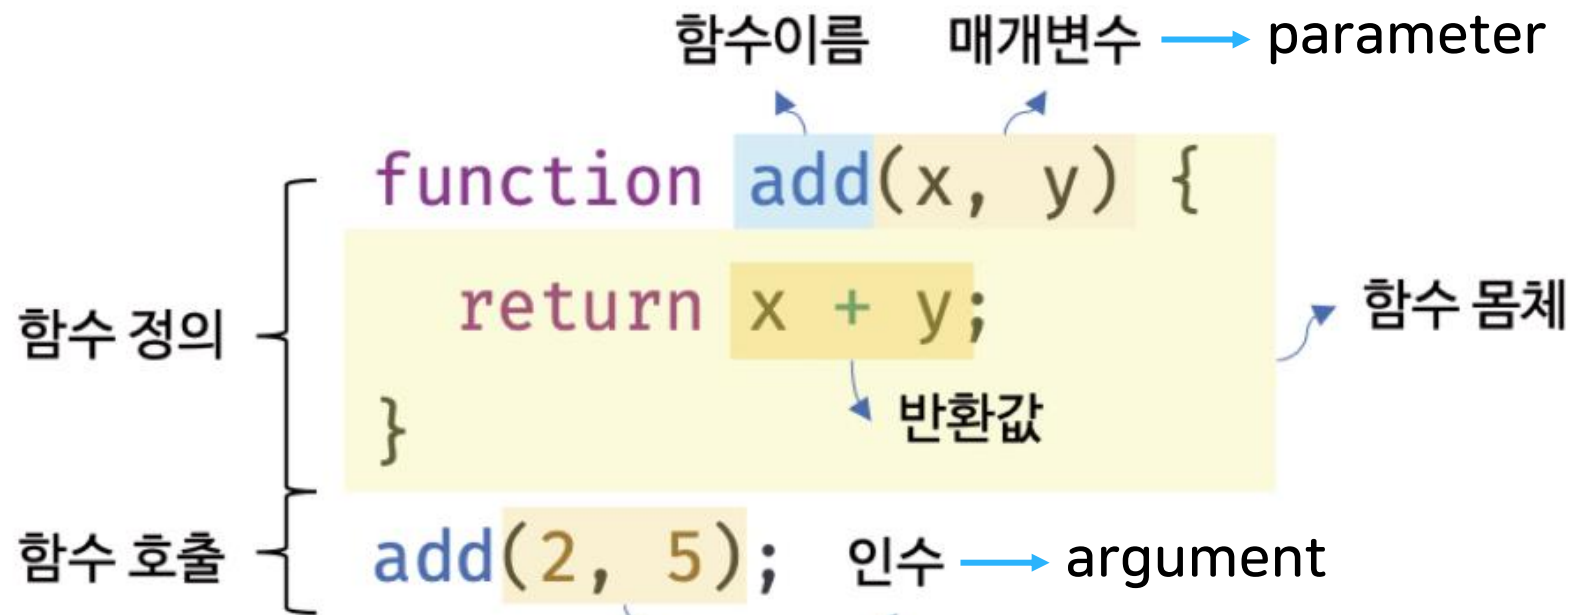 함수이름 매개변수 parameter
function add(x, y) {
return x + y;
함수 정의
함수 몸체
반환값
}
함수 호출
add(2, 5);
인수 argument